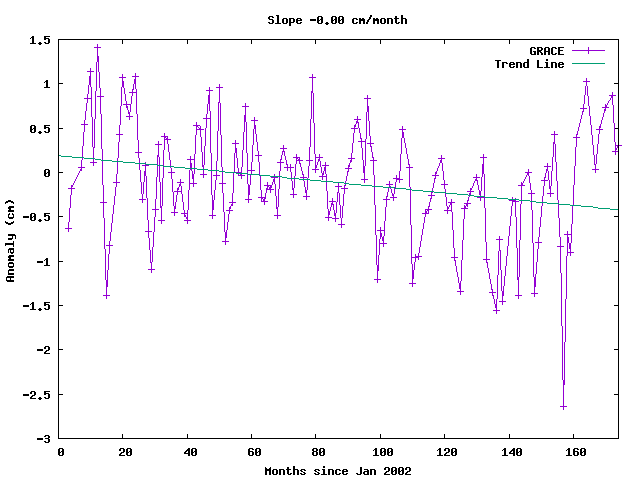 Slope -0.00 cm/month
1.5
GRACE
Trend Line
1
0.5
0
-0.5
-1
-1.5
-2
-2.5
-3
Anomaly (cm)
0 20 40 60 80 100 120 140 160
Months since Jan 2002